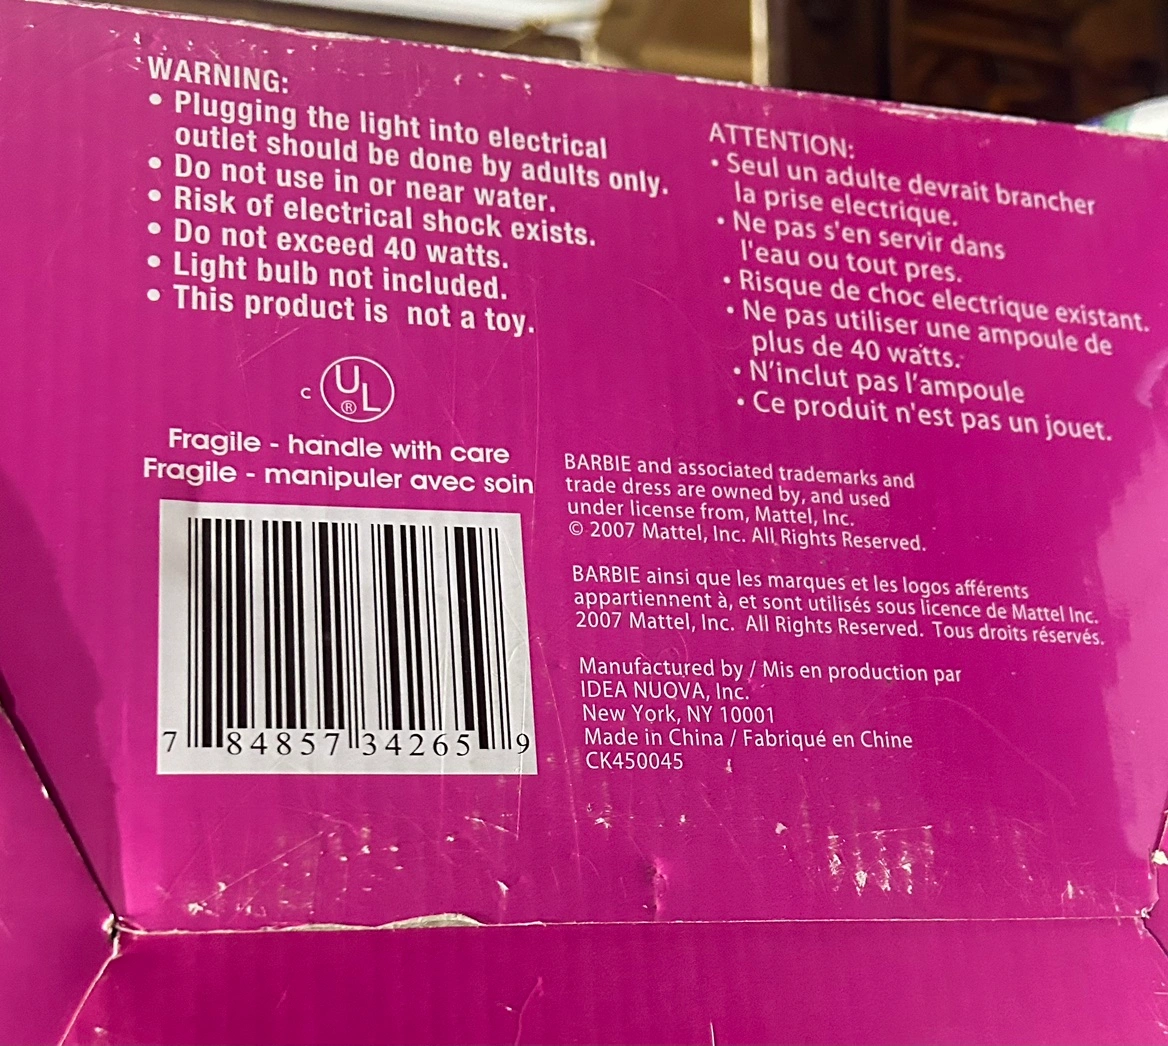 WARNING:
• Plugging the light into electrical
outlet should be done by adults only.
• Do not use in or near water.
• Risk of electrical shock exists.
• Do not exceed 40 watts.
• Light bulb not included.
• This product is not a toy.
C UL ®
Fragile - handle with care
Fragile - manipuler avec soin
7 84857 34265 9
ATTENTION:
• Seul un adulte devrait brancher
la prise electrique.
• Ne pas s'en servir dans
l'eau ou tout pres.
• Risque de choc electrique existant.
• Ne pas utiliser une ampoule de
plus de 40 watts.
• N'inclut pas l'ampoule
• Ce produit n'est pas un jouet.
BARBIE and associated trademarks and
trade dress are owned by, and used
under license from, Mattel, Inc.
© 2007 Mattel, Inc. All Rights Reserved.
BARBIE ainsi que les marques et les logos afférents
appartiennent à, et sont utilisés sous licence de Mattel Inc.
2007 Mattel, Inc. All Rights Reserved. Tous droits réservés.
Manufactured by / Mis en production par
IDEA NUOVA, Inc.
New York, NY 10001
Made in China / Fabriqué en Chine
CK450045